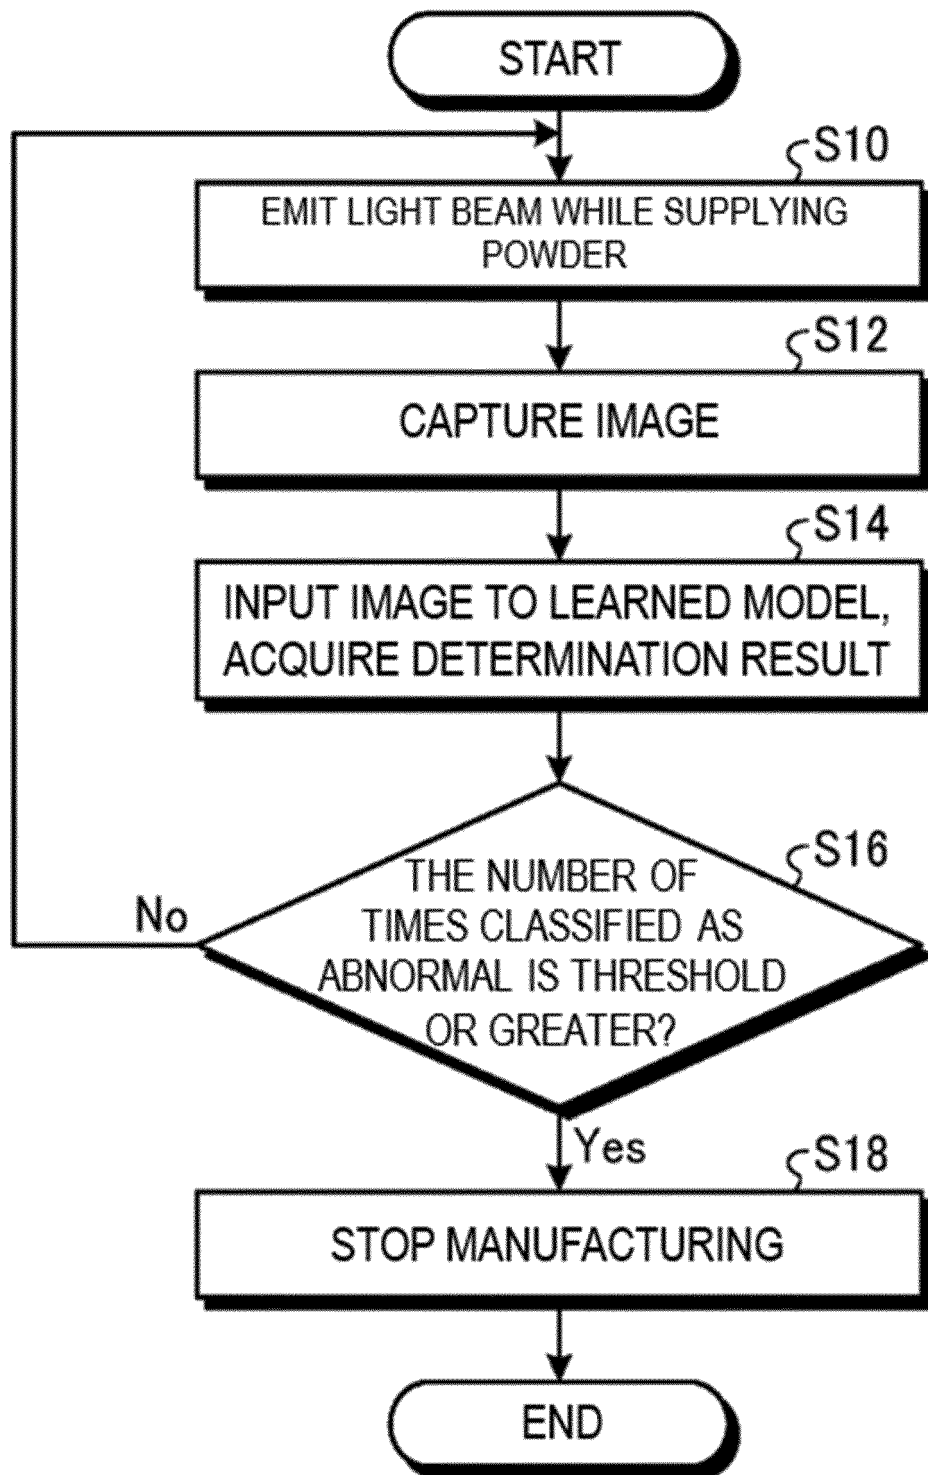 START
S10
EMIT LIGHT BEAM WHILE SUPPLYING
POWDER
S12
CAPTURE IMAGE
S14
INPUT IMAGE TO LEARNED MODEL,
ACQUIRE DETERMINATION RESULT
S16
THE NUMBER OF
TIMES CLASSIFIED AS
ABNORMAL IS THRESHOLD
OR GREATER?
No
Yes
S18
STOP MANUFACTURING
END